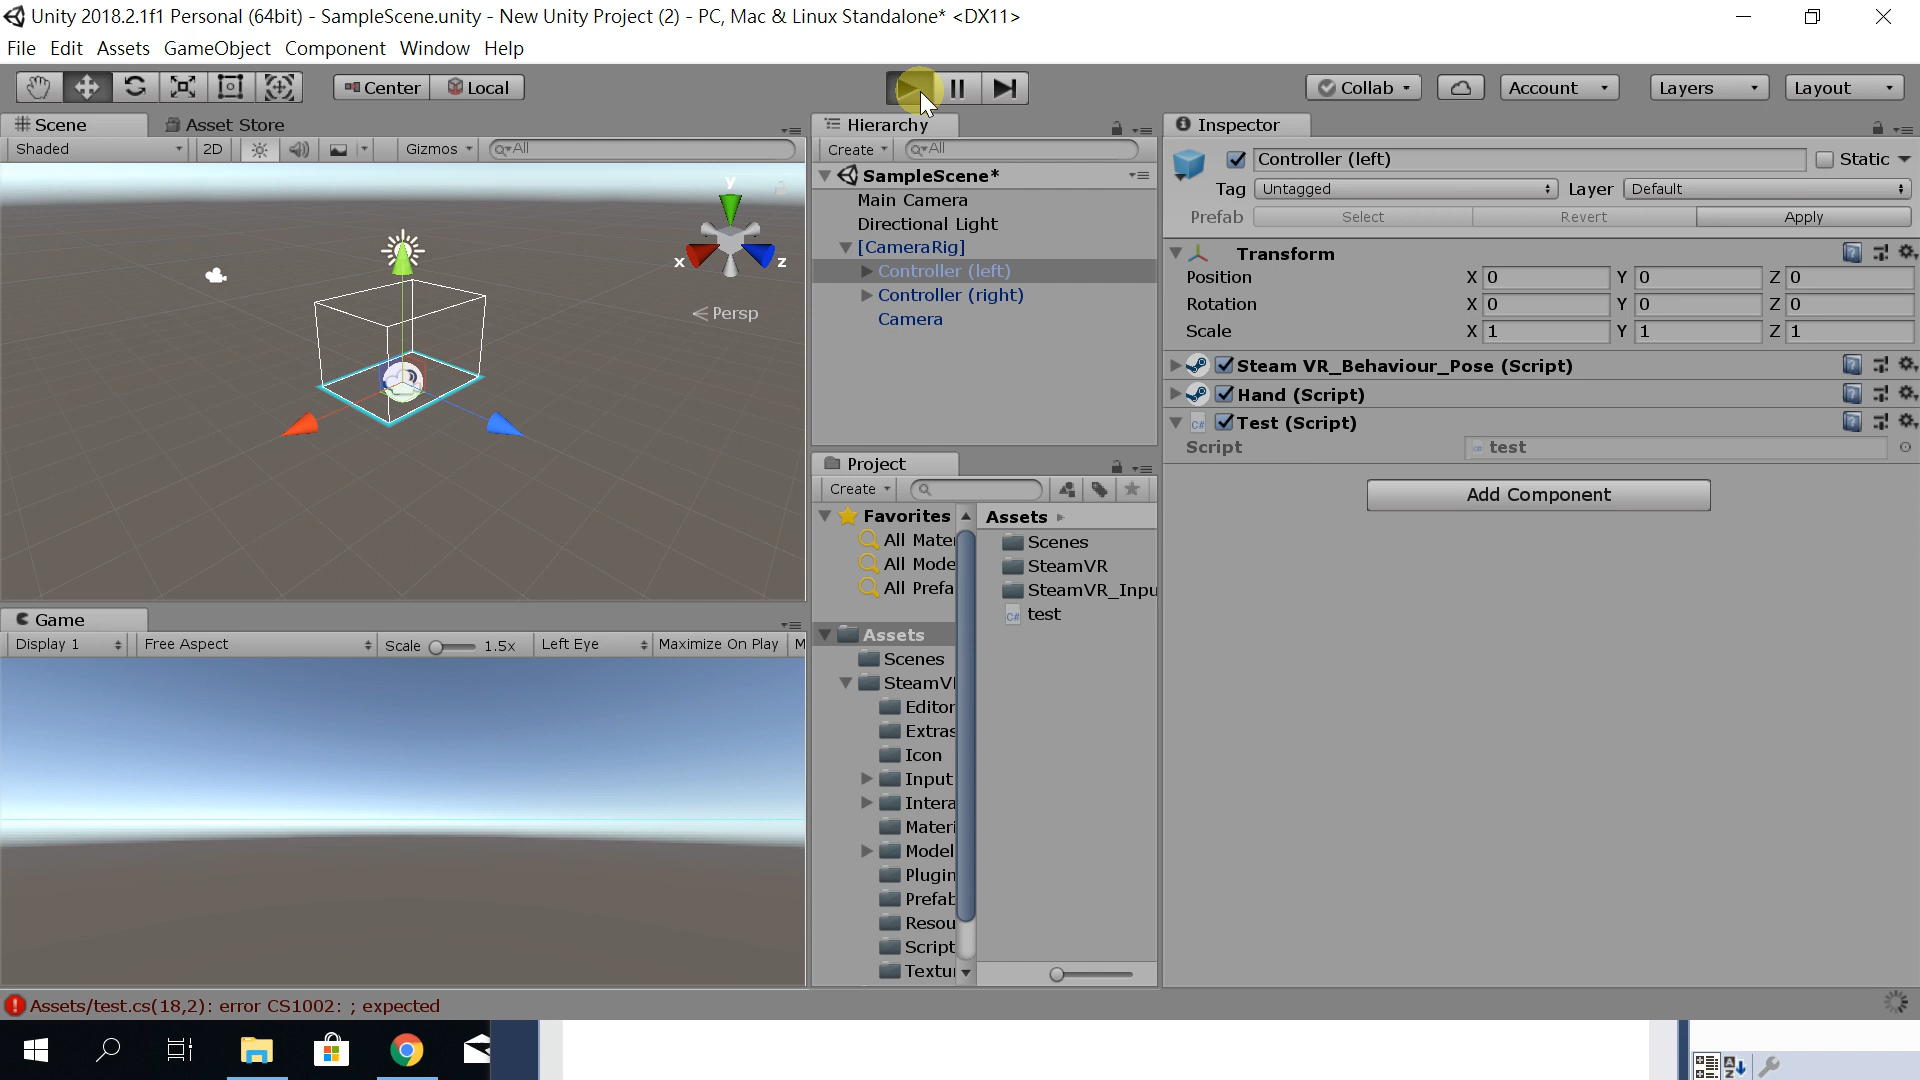 Unity 2018.2.1f1 Personal (64bit) - SampleScene.unity - New Unity Project (2) - PC, Mac & Linux Standalone* <DX11>
File Edit Assets GameObject Component Window Help
Center Local Collab Account Layers Layout
Scene Asset Store
Shaded 2D Gizmos All
y
x z
Persp
Game
Display 1 Free Aspect Scale 1.5x Left Eye Maximize On Play M
Hierarchy
Create All
SampleScene*
Main Camera
Directional Light
[CameraRig]
Controller (left)
Controller (right)
Camera
Project
Create
Favorites
All Mate
All Mode
All Prefa
Assets
Scenes
SteamV
Editor
Extras
Icon
Input
Intera
Materi
Model
Plugin
Prefab
Resou
Script
Textu
Assets
Scenes
SteamVR
SteamVR_Inpu
C# test
Inspector
Controller (left) Static
Tag Untagged Layer Default
Prefab Select Revert Apply
Transform
Position X 0 Y 0 Z 0
Rotation X 0 Y 0 Z 0
Scale X 1 Y 1 Z 1
Steam VR_Behaviour_Pose (Script)
Hand (Script)
C# Test (Script)
Script test
Add Component
Assets/test.cs(18,2): error CS1002: ; expected
A
Z